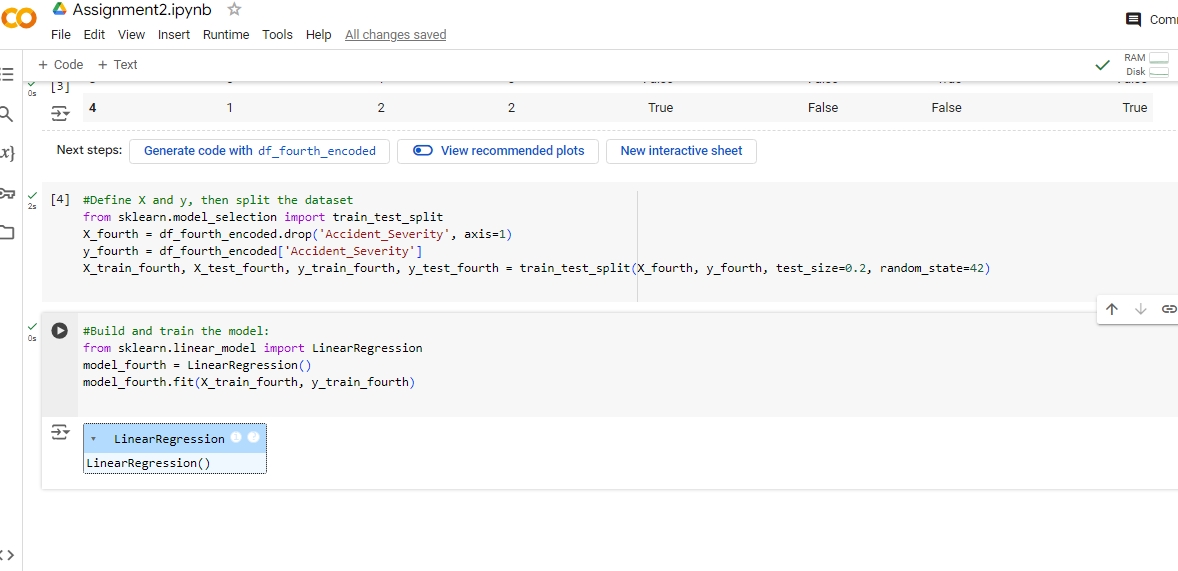 Assignment2.ipynb
File Edit View Insert Runtime Tools Help All changes saved
Com
+ Code + Text
RAM
Disk
[3]
0s
4 1 2 2 True False False True
Next steps: Generate code with df_fourth_encoded View recommended plots New interactive sheet
{x}
[4] #Define X and y, then split the dataset
2s
from sklearn.model_selection import train_test_split
X_fourth = df_fourth_encoded.drop('Accident_Severity', axis=1)
y_fourth = df_fourth_encoded['Accident_Severity']
X_train_fourth, X_test_fourth, y_train_fourth, y_test_fourth = train_test_split(X_fourth, y_fourth, test_size=0.2, random_state=42)
#Build and train the model:
0s
from sklearn.linear_model import LinearRegression
model_fourth = LinearRegression()
model_fourth.fit(X_train_fourth, y_train_fourth)
LinearRegression i ?
LinearRegression()